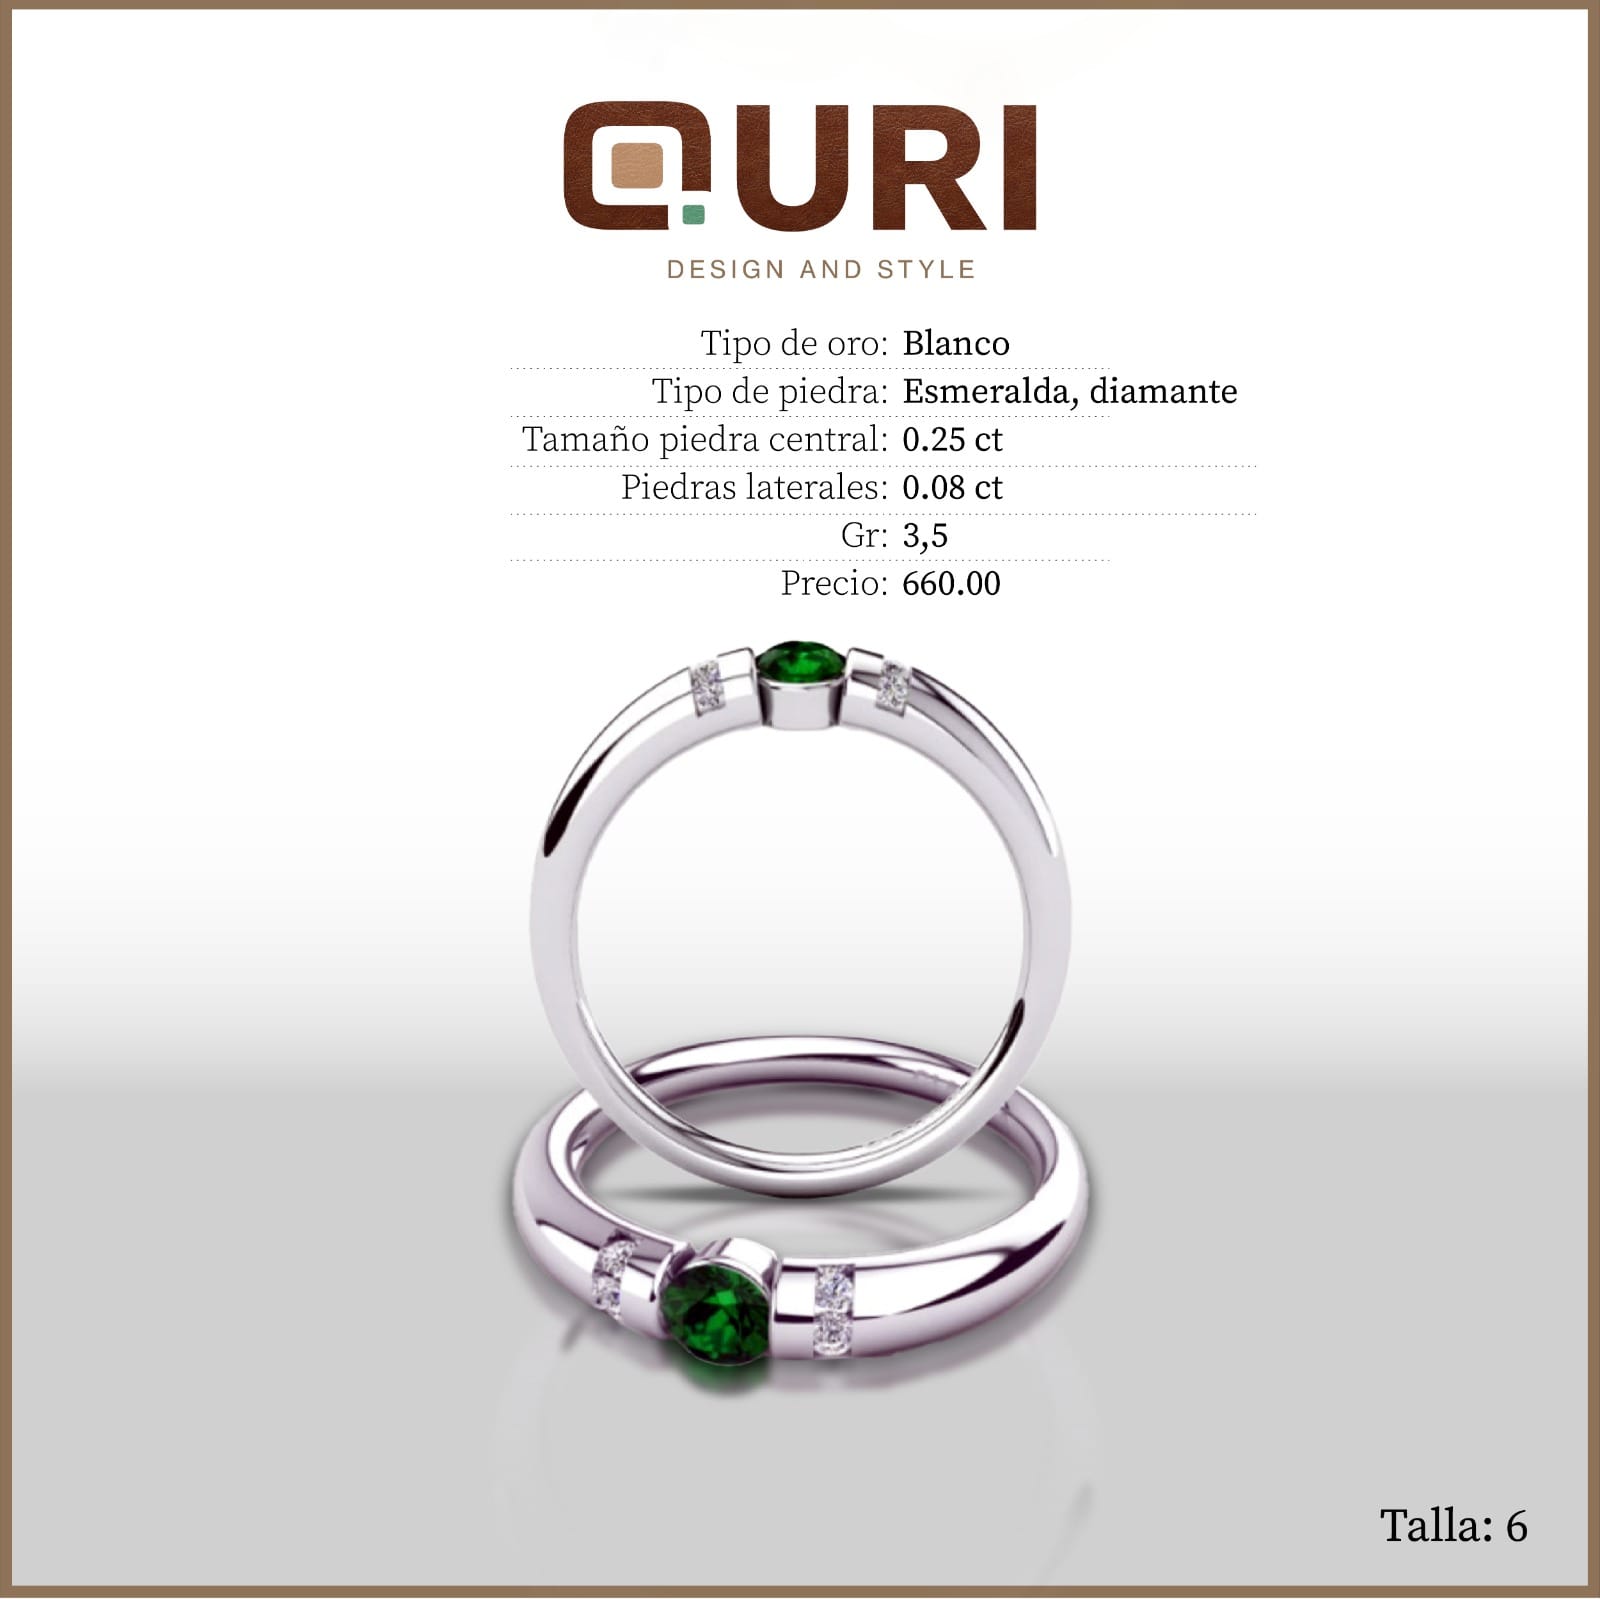 QURI
DESIGN AND STYLE
Tipo de oro: Blanco
Tipo de piedra: Esmeralda, diamante
Tamaño piedra central: 0.25 ct
Piedras laterales: 0.08 ct
Gr: 3,5
Precio: 660.00
Talla: 6